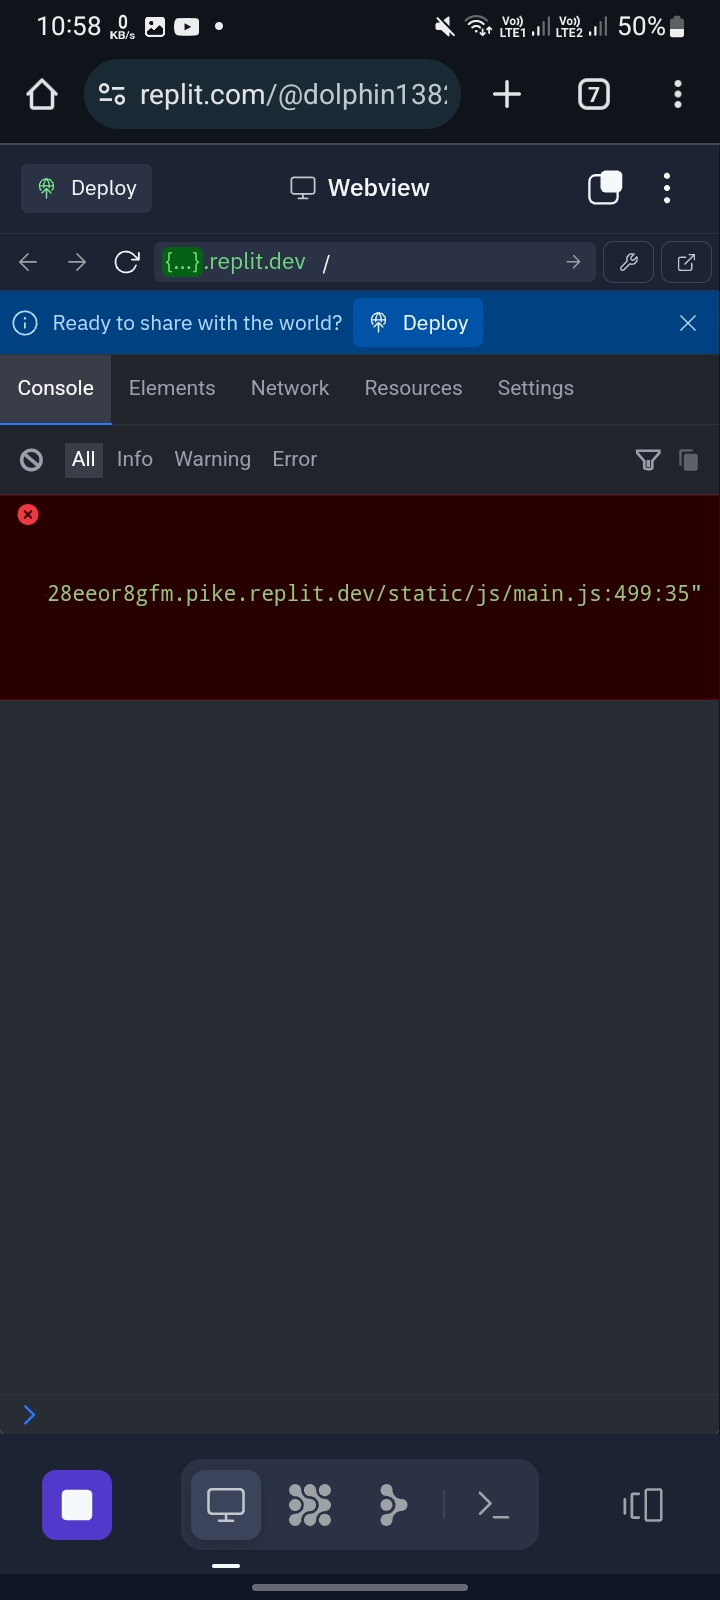 10:58 0 KB/s Vo)) LTE1 Vo)) LTE2 50%
replit.com/@dolphin138 7
Deploy Webview
{...}.replit.dev /
Ready to share with the world? Deploy
Console Elements Network Resources Settings
All Info Warning Error
28eeor8gfm.pike.replit.dev/static/js/main.js:499:35"